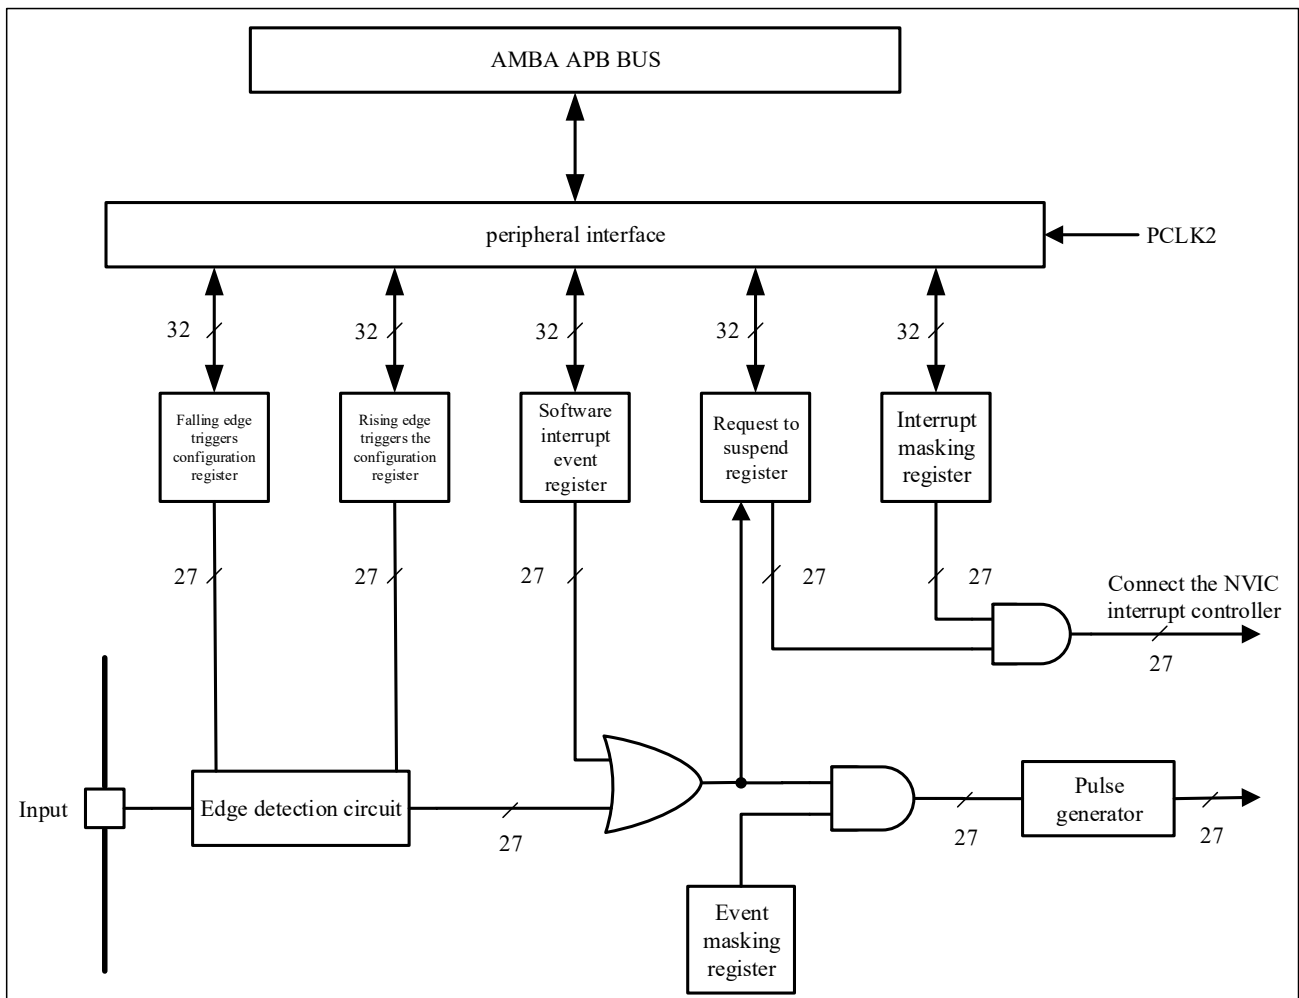 AMBA APB BUS
peripheral interface
PCLK2
32
32
32
32
32
Falling edge
triggers
configuration
register
Rising edge
triggers the
configuration
register
Software
interrupt
event
register
Request to
suspend
register
Interrupt
masking
register
27
27
27
27
27
Connect the NVIC
interrupt controller
27
Input
Edge detection circuit
27
27
Pulse
generator
27
Event
masking
register